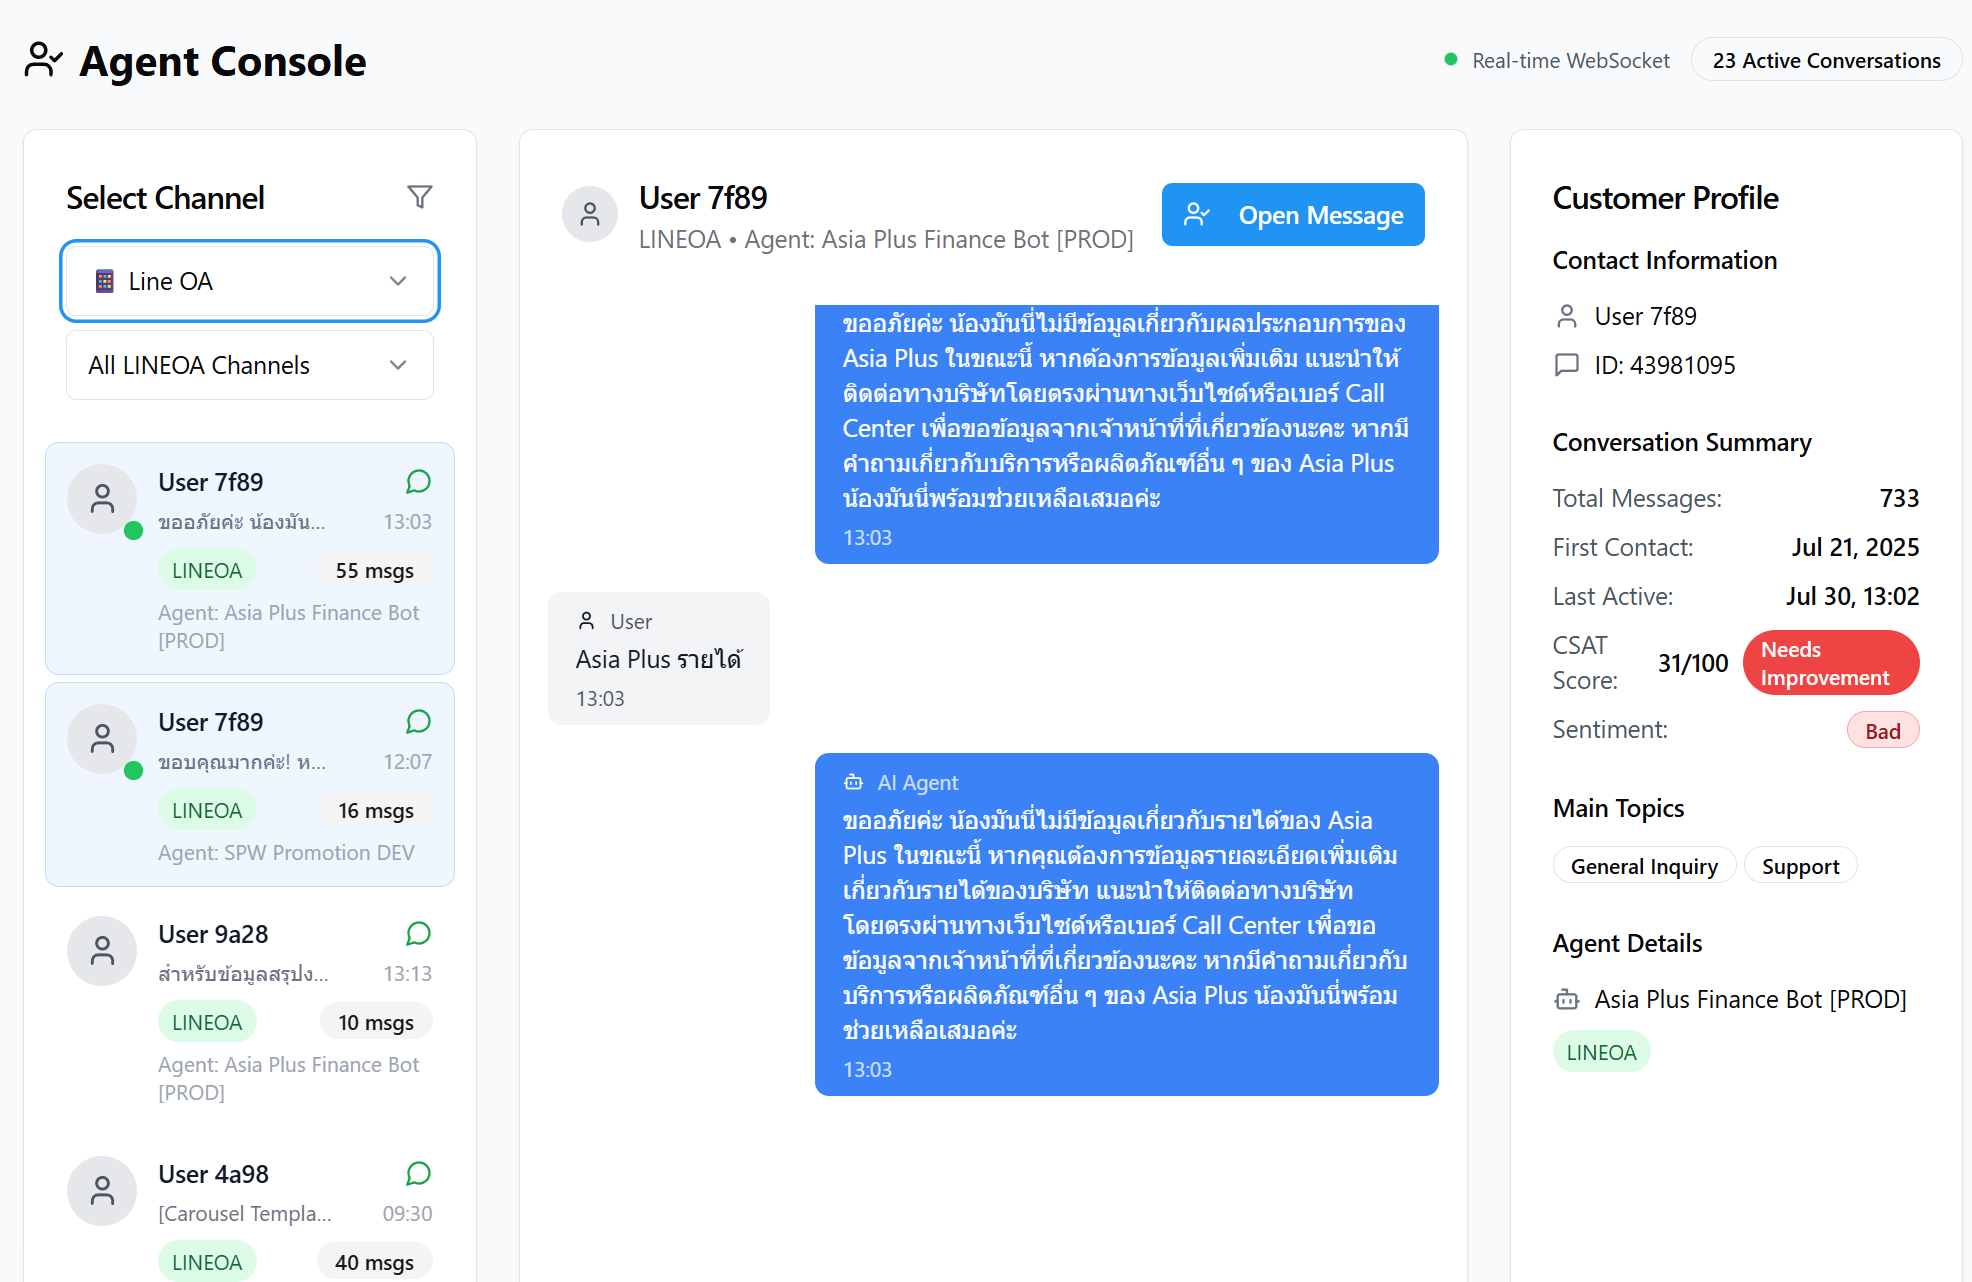 Agent Console
Real-time WebSocket
23 Active Conversations
Select Channel
Line OA
All LINEOA Channels
User 7f89
ขออภัยค่ะ น้องมัน...
13:03
LINEOA
55 msgs
Agent: Asia Plus Finance Bot
[PROD]
User 7f89
ขอบคุณมากค่ะ! ห...
12:07
LINEOA
16 msgs
Agent: SPW Promotion DEV
User 9a28
สำหรับข้อมูลสรุปง...
13:13
LINEOA
10 msgs
Agent: Asia Plus Finance Bot
[PROD]
User 4a98
[Carousel Templa...
09:30
LINEOA
40 msgs
User 7f89
LINEOA • Agent: Asia Plus Finance Bot [PROD]
Open Message
ขออภัยค่ะ น้องมันนี่ไม่มีข้อมูลเกี่ยวกับผลประกอบการของ
Asia Plus ในขณะนี้ หากต้องการข้อมูลเพิ่มเติม แนะนำให้
ติดต่อทางบริษัทโดยตรงผ่านทางเว็บไซต์หรือเบอร์ Call
Center เพื่อขอข้อมูลจากเจ้าหน้าที่ที่เกี่ยวข้องนะคะ หากมี
คำถามเกี่ยวกับบริการหรือผลิตภัณฑ์อื่น ๆ ของ Asia Plus
น้องมันนี่พร้อมช่วยเหลือเสมอค่ะ
13:03
User
Asia Plus รายได้
13:03
AI Agent
ขออภัยค่ะ น้องมันนี่ไม่มีข้อมูลเกี่ยวกับรายได้ของ Asia
Plus ในขณะนี้ หากคุณต้องการข้อมูลรายละเอียดเพิ่มเติม
เกี่ยวกับรายได้ของบริษัท แนะนำให้ติดต่อทางบริษัท
โดยตรงผ่านทางเว็บไซต์หรือเบอร์ Call Center เพื่อขอ
ข้อมูลจากเจ้าหน้าที่ที่เกี่ยวข้องนะคะ หากมีคำถามเกี่ยวกับ
บริการหรือผลิตภัณฑ์อื่น ๆ ของ Asia Plus น้องมันนี่พร้อม
ช่วยเหลือเสมอค่ะ
13:03
Customer Profile
Contact Information
User 7f89
ID: 43981095
Conversation Summary
Total Messages: 733
First Contact: Jul 21, 2025
Last Active: Jul 30, 13:02
CSAT
Score:
31/100
Needs
Improvement
Sentiment: Bad
Main Topics
General Inquiry
Support
Agent Details
Asia Plus Finance Bot [PROD]
LINEOA